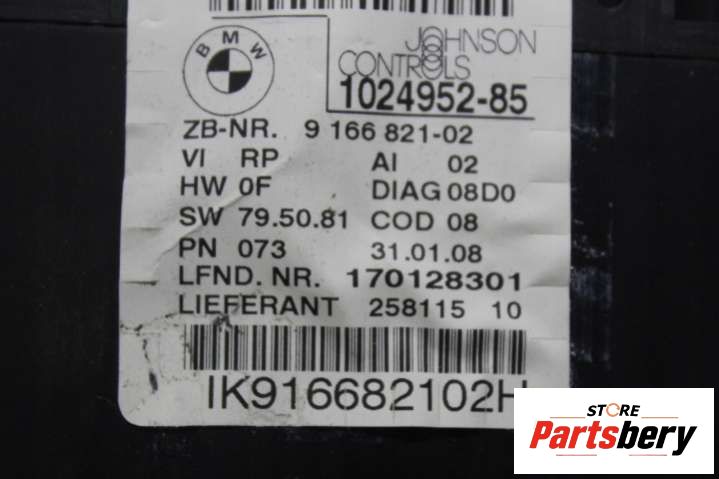 BMW
JOHNSON
CONTROLS
1024952-85
ZB-NR. 9 166 821-02
VI RP AI 02
HW 0F DIAG 08D0
SW 79.50.81 COD 08
PN 073 31.01.08
LFND. NR. 170128301
LIEFERANT 258115 10
IK916682102H
STORE
Partsbery